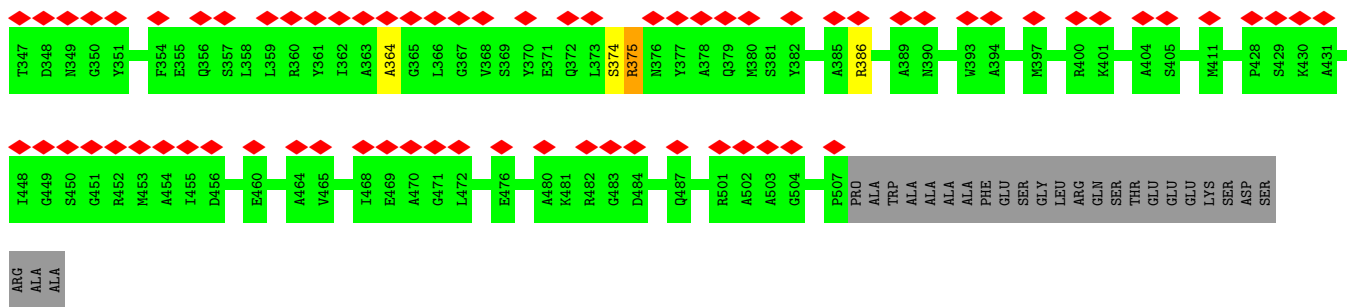 T347 D348 N349 G350 Y351 F354 E355 Q356 S357 L358 L359 R360 Y361 I362 A363 A364 G365 L366 G367 V368 S369 Y370 E371 Q372 L373 S374 R375 N376 Y377 A378 Q379 M380 S381 Y382 A385 R386 A389 N390 W393 A394 M397 R400 K401 A404 S405 M411 P428 S429 K430 A431
I448 G449 S450 G451 R452 M453 A454 I455 D456 E460 A464 V465 I468 E469 A470 G471 L472 E476 A480 K481 R482 G483 D484 Q487 R501 A502 A503 G504 P507 PRO ALA TRP ALA ALA ALA ALA PHE GLU SER GLY LEU ARG GLN SER THR GLU GLU GLU LYS SER ASP SER
ARG ALA ALA